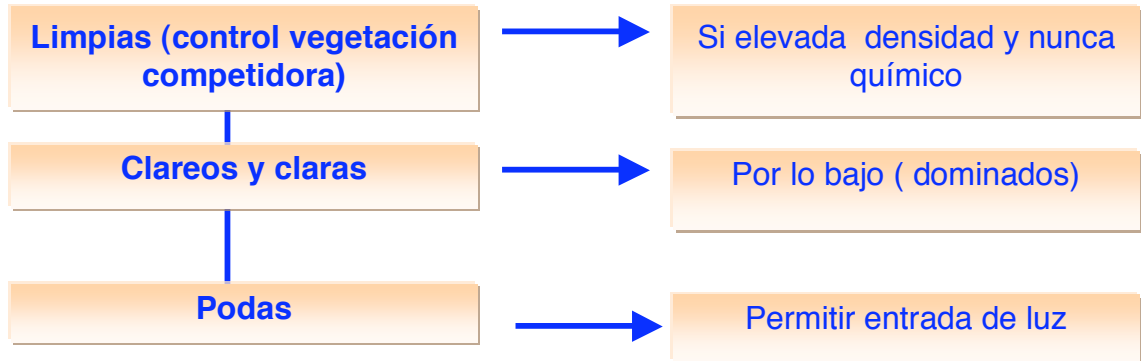 Limpias (control vegetación
competidora)
Si elevada densidad y nunca
químico
Clareos y claras
Por lo bajo ( dominados)
Podas
Permitir entrada de luz